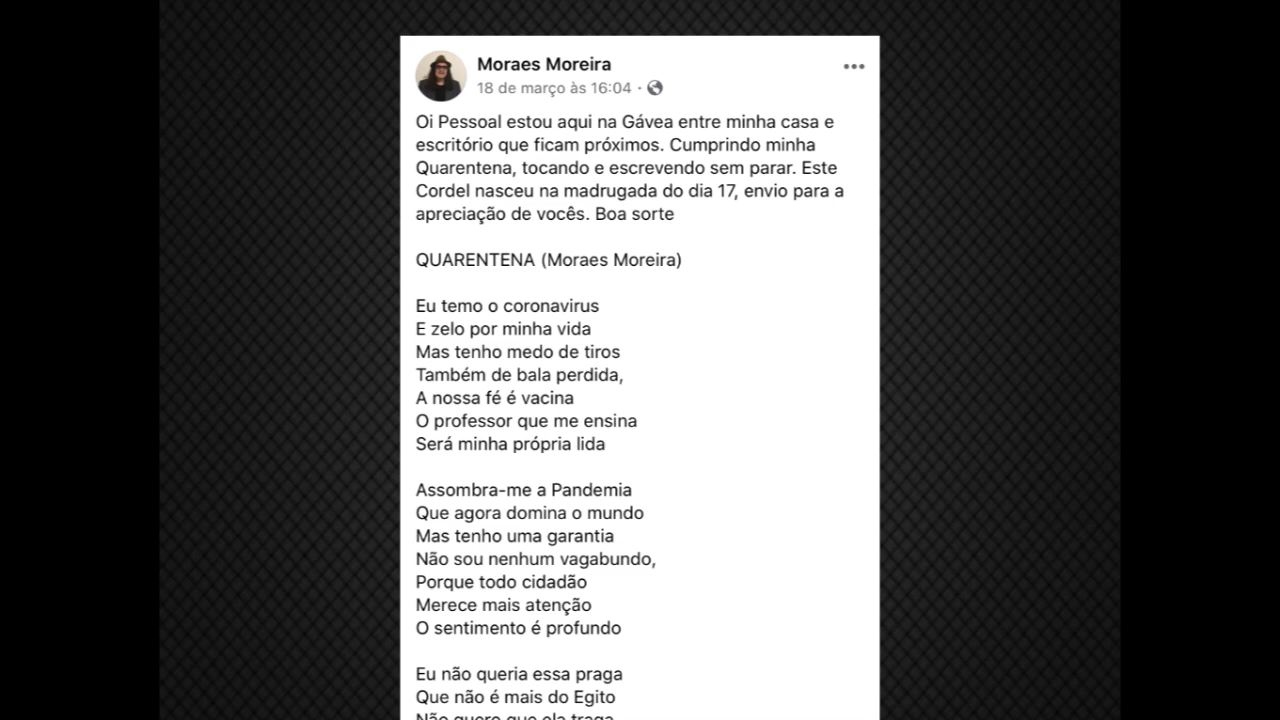 Moraes Moreira
18 de março às 16:04 ·
Oi Pessoal estou aqui na Gávea entre minha casa e
escritório que ficam próximos. Cumprindo minha
Quarentena, tocando e escrevendo sem parar. Este
Cordel nasceu na madrugada do dia 17, envio para a
apreciação de vocês. Boa sorte
QUARENTENA (Moraes Moreira)
Eu temo o coronavirus
E zelo por minha vida
Mas tenho medo de tiros
Também de bala perdida,
A nossa fé é vacina
O professor que me ensina
Será minha própria lida
Assombra-me a Pandemia
Que agora domina o mundo
Mas tenho uma garantia
Não sou nenhum vagabundo,
Porque todo cidadão
Merece mais atenção
O sentimento é profundo
Eu não queria essa praga
Que não é mais do Egito
Não quero que ela traga